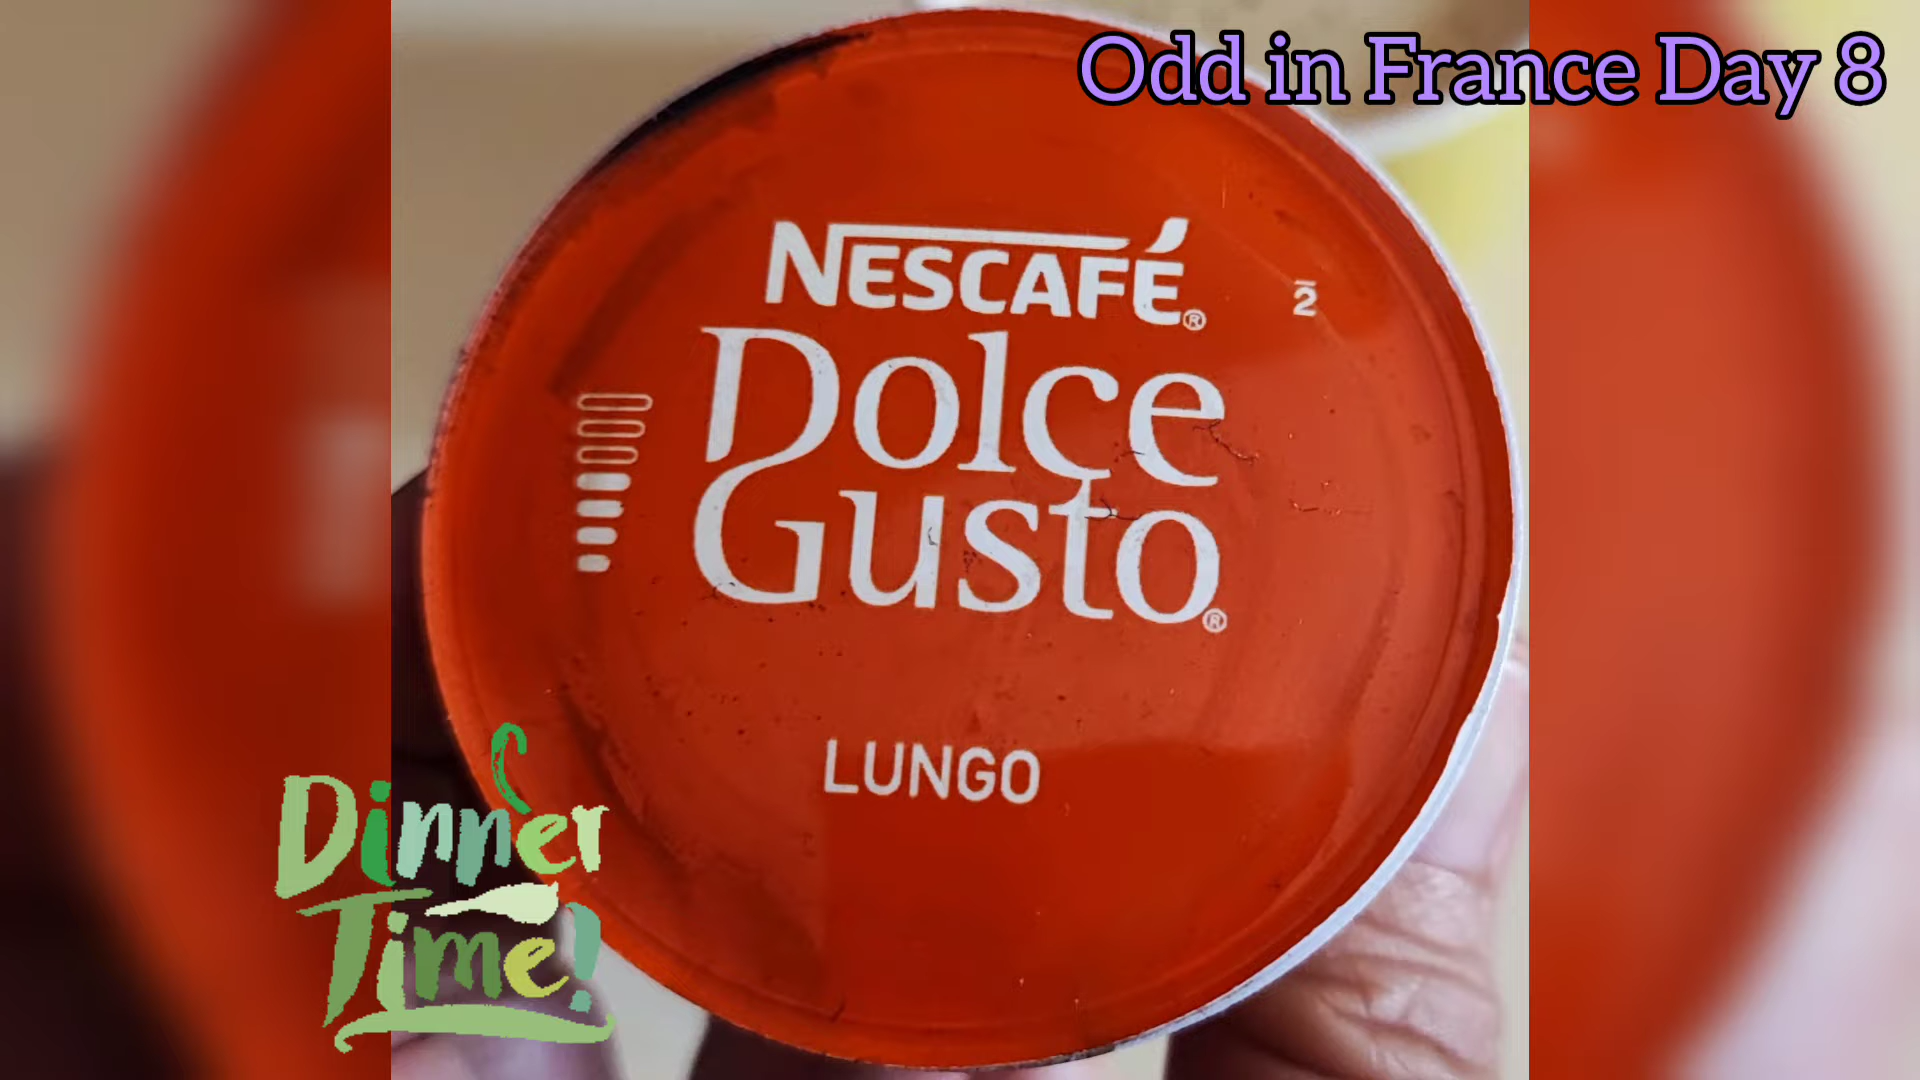 Odd in France Day 8
NESCAFÉ®
2
Dolce
Gusto®
LUNGO
Dinner
Time!